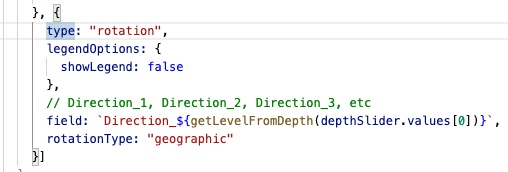 }, {
type: "rotation",
legendOptions: {
showLegend: false
},
// Direction_1, Direction_2, Direction_3, etc
field: `Direction_${getLevelFromDepth(depthSlider.values[0])}`,
rotationType: "geographic"
}]